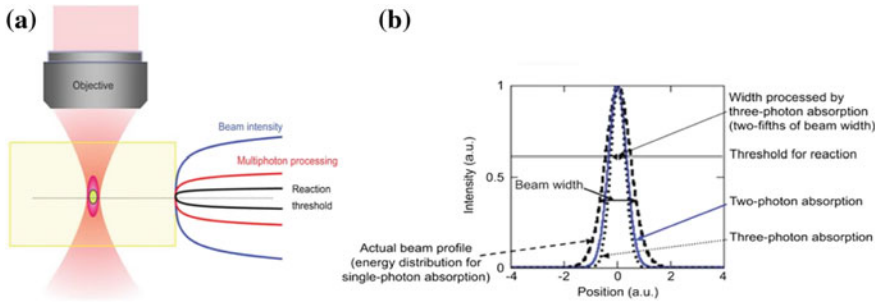 (a)
Objective
Beam intensity
Multiphoton processing
Reaction
threshold
(b)
1
0.5
0
Intensity (a.u.)
-4
-2
0
2
4
Position (a.u.)
Beam width
Actual beam profile
(energy distribution for
single-photon absorption)
Width processed by
three-photon absorption
(two-fifths of beam width)
Threshold for reaction
Two-photon absorption
Three-photon absorption